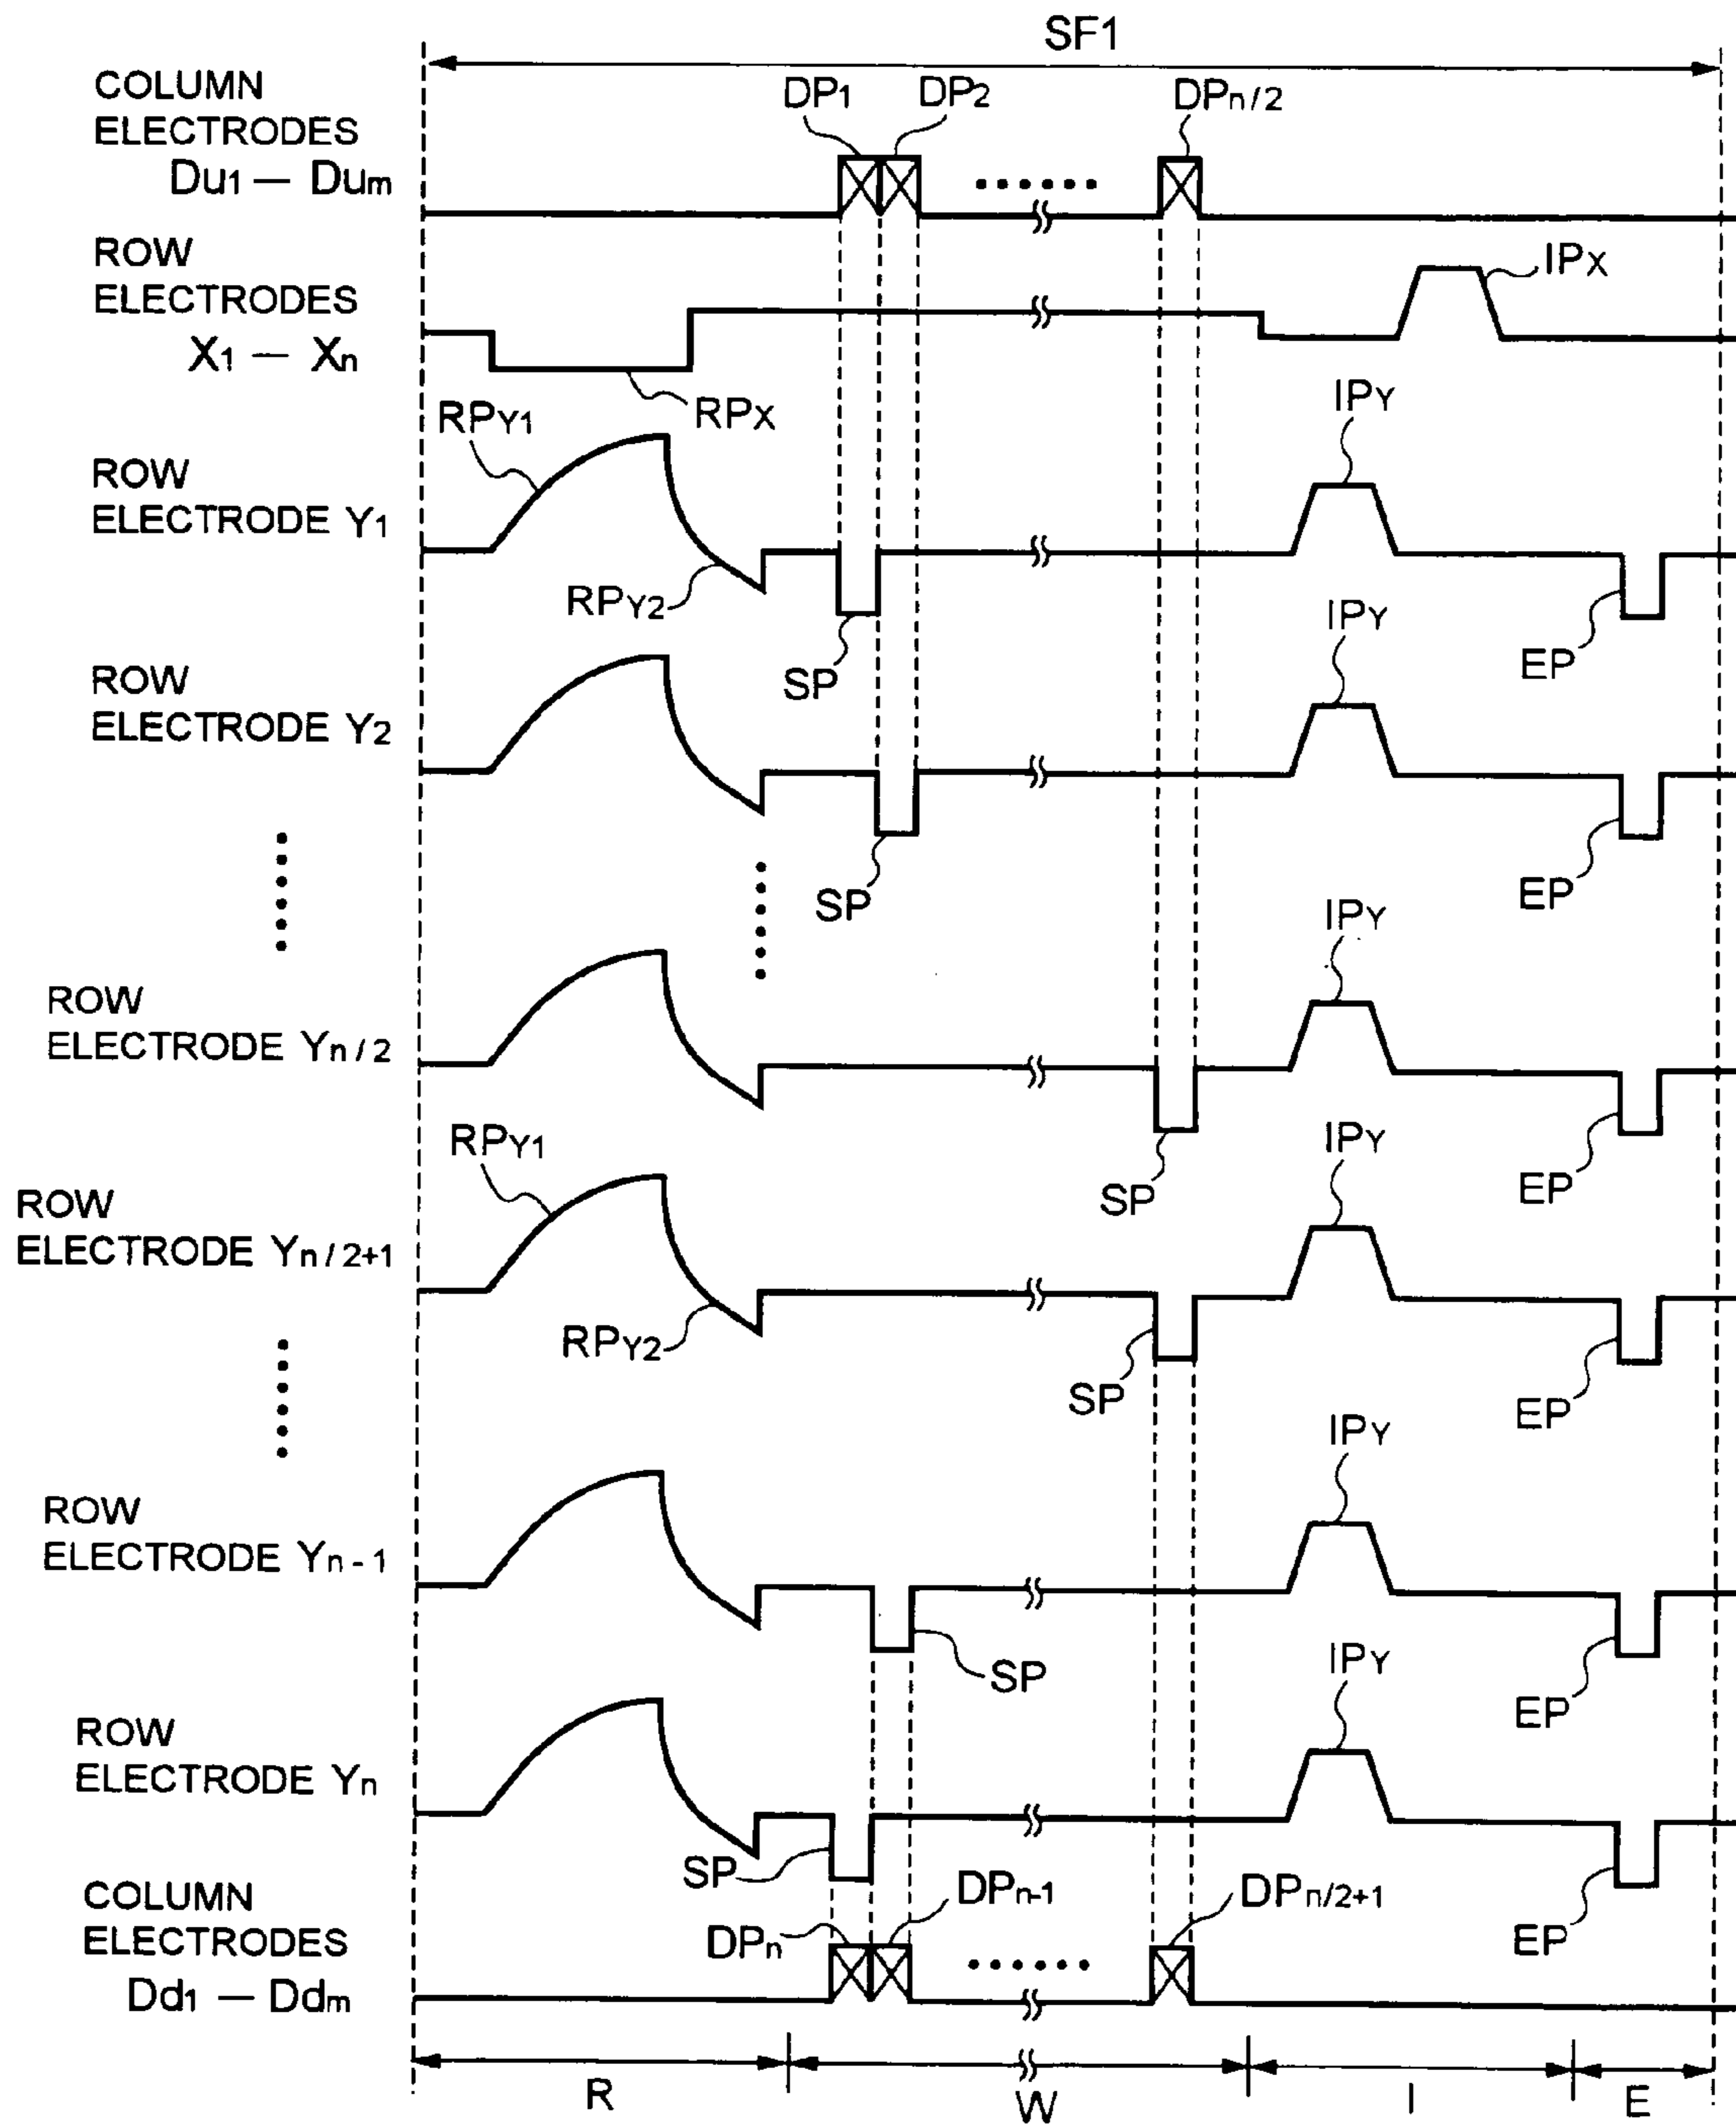 SF1
COLUMN
ELECTRODES
Du1 — Dum
DP1
DP2
DPn/2
ROW
ELECTRODES
X1 — Xn
IPX
RPX
RPY1
IPY
ROW
ELECTRODE Y1
RPY2
SP
IPY
EP
ROW
ELECTRODE Y2
SP
EP
IPY
ROW
ELECTRODE Yn/2
RPY1
IPY
SP
EP
ROW
ELECTRODE Yn/2+1
RPY2
SP
EP
IPY
ROW
ELECTRODE Yn-1
SP
IPY
EP
ROW
ELECTRODE Yn
SP
DPn-1
DPn/2+1
COLUMN
ELECTRODES
Dd1 — Ddm
DPn
EP
R
W
I
E